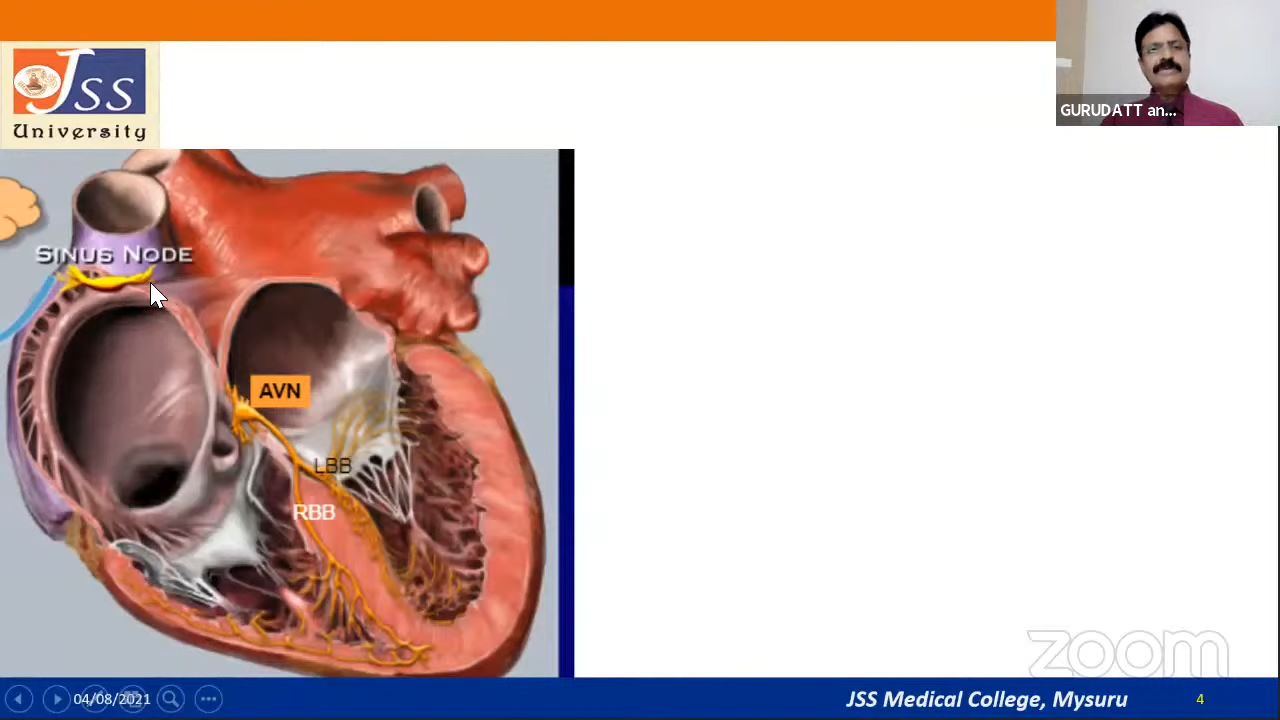 JSS
University
GURUDATT an...
SINUS NODE
AVN
LBB
RBB
zoom
04/08/2021
JSS Medical College, Mysuru
4